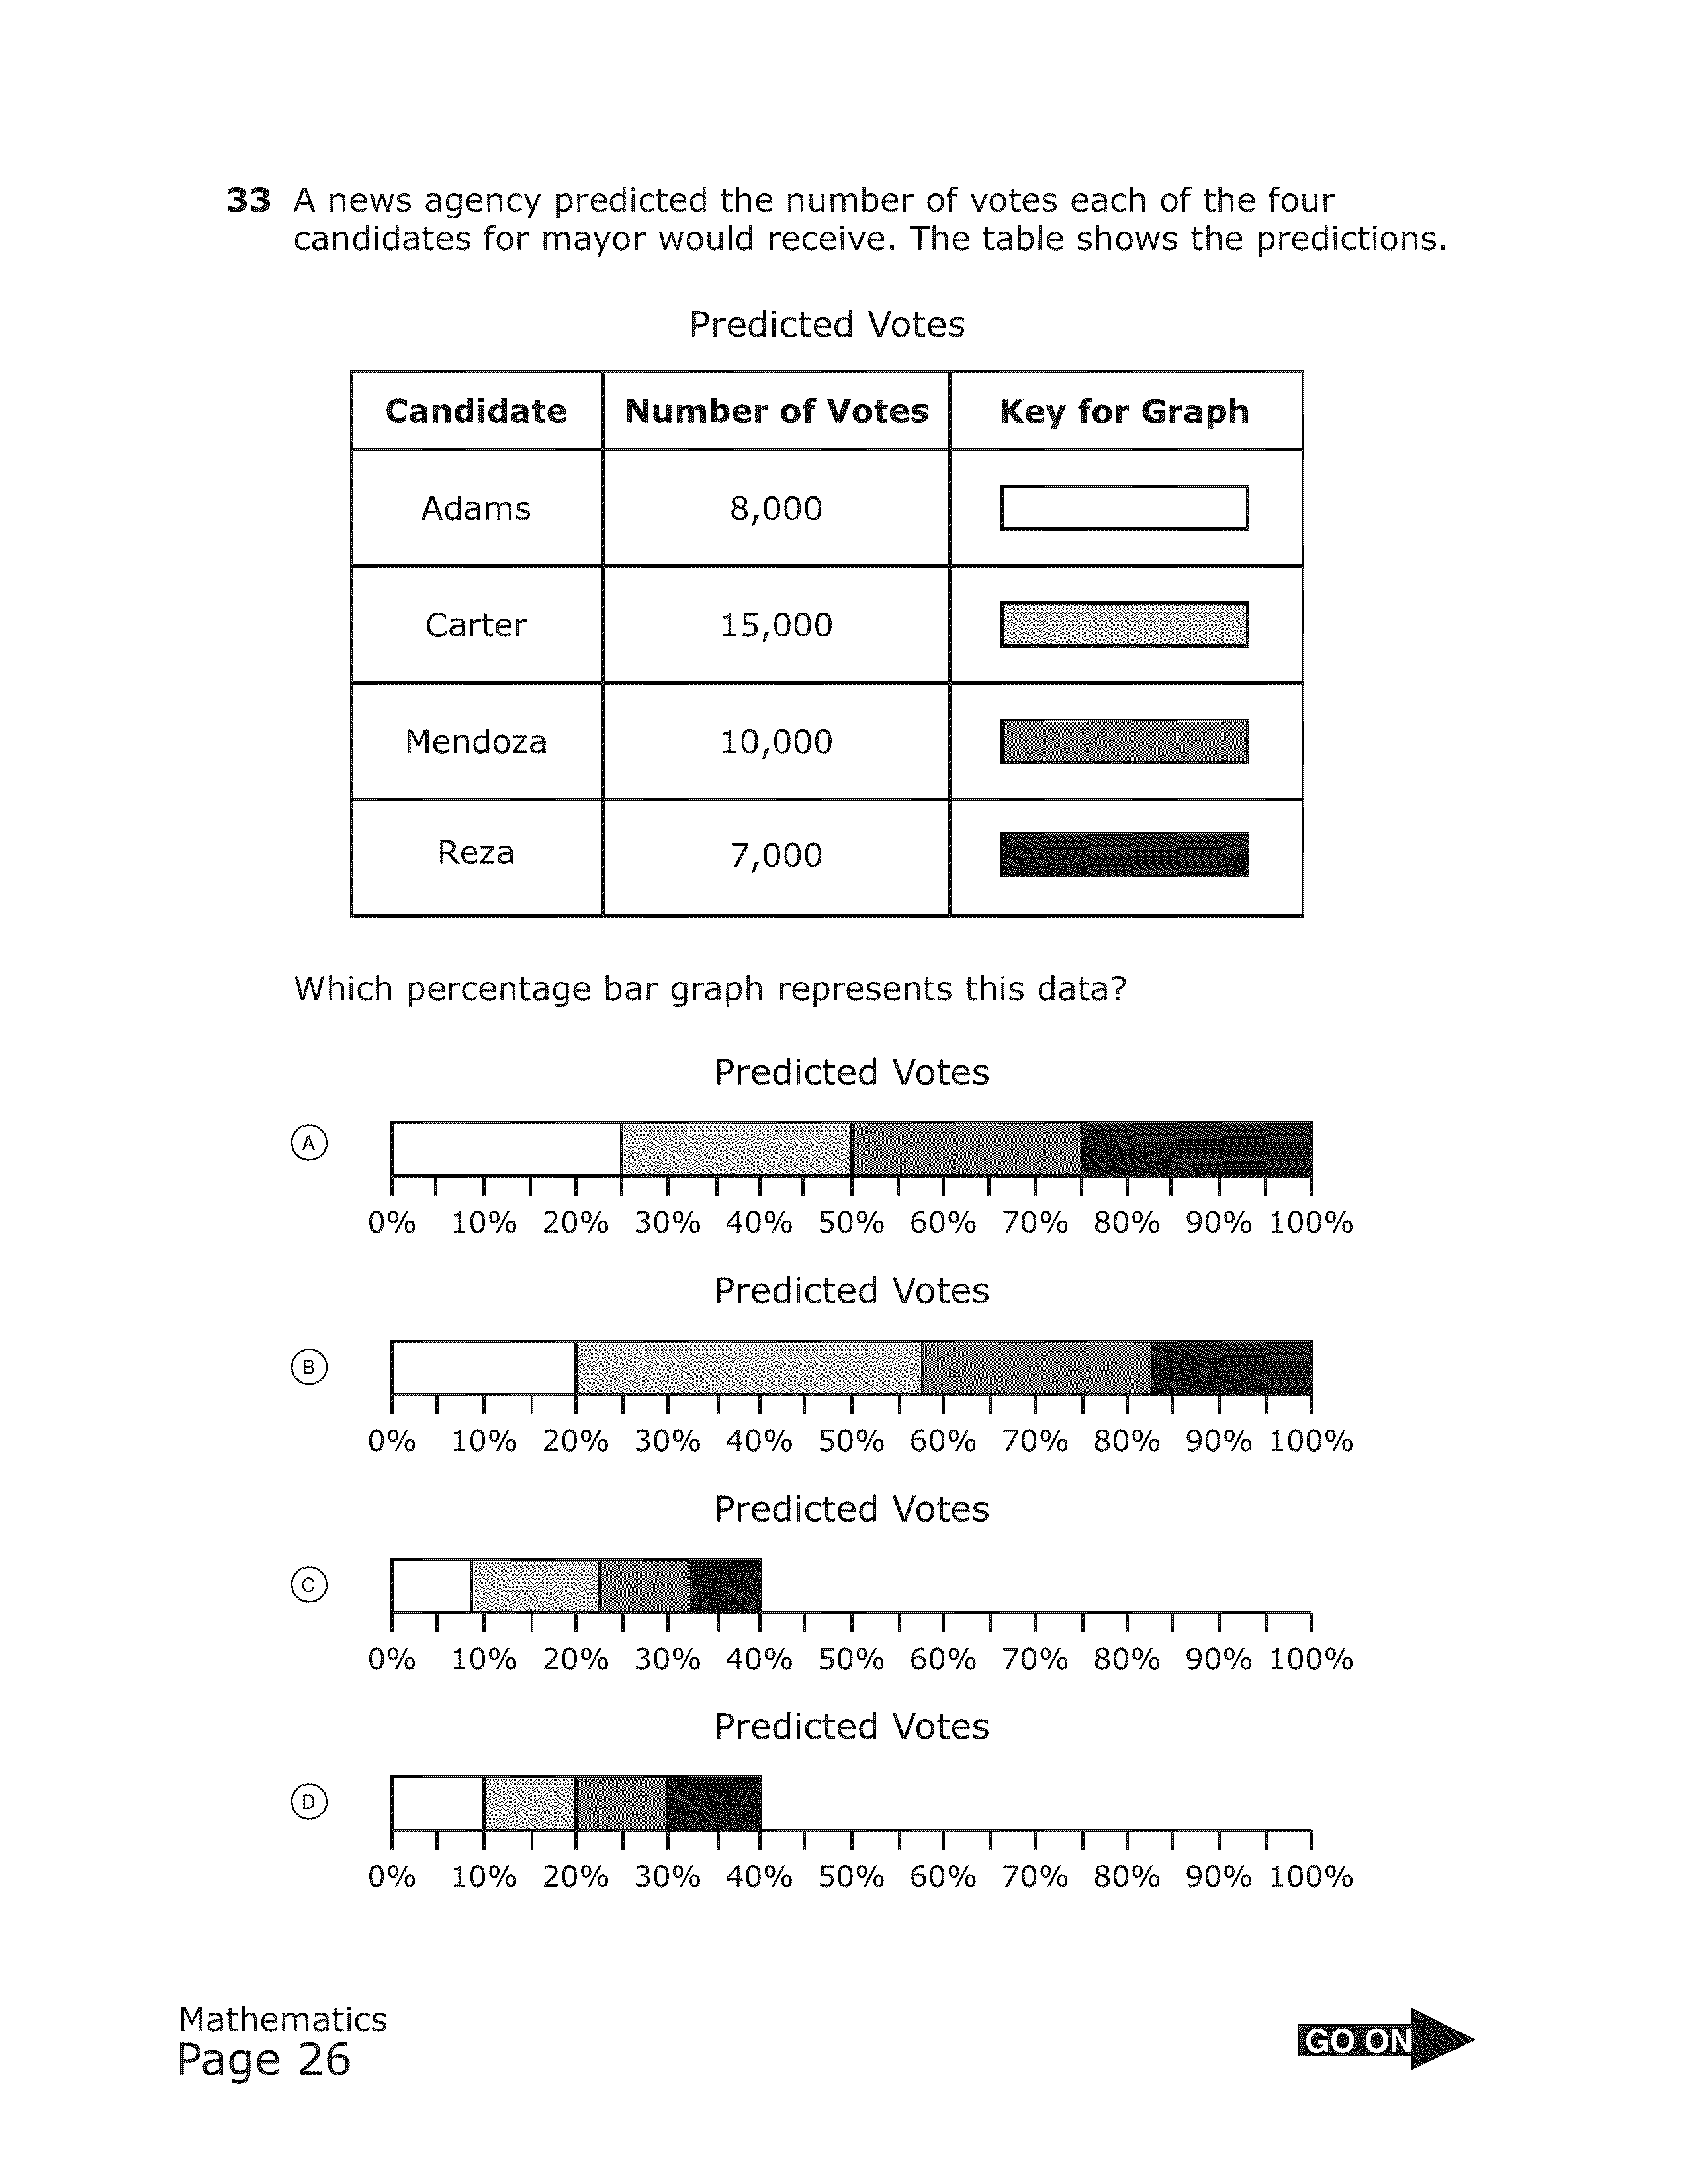 33 A news agency predicted the number of votes each of the four
candidates for mayor would receive. The table shows the predictions.
Predicted Votes
Candidate Number of Votes Key for Graph
Adams 8,000
Carter 15,000
Mendoza 10,000
Reza 7,000
Which percentage bar graph represents this data?
Predicted Votes
A
0% 10% 20% 30% 40% 50% 60% 70% 80% 90% 100%
Predicted Votes
B
0% 10% 20% 30% 40% 50% 60% 70% 80% 90% 100%
Predicted Votes
C
0% 10% 20% 30% 40% 50% 60% 70% 80% 90% 100%
Predicted Votes
D
0% 10% 20% 30% 40% 50% 60% 70% 80% 90% 100%
Mathematics
Page 26
GO ON